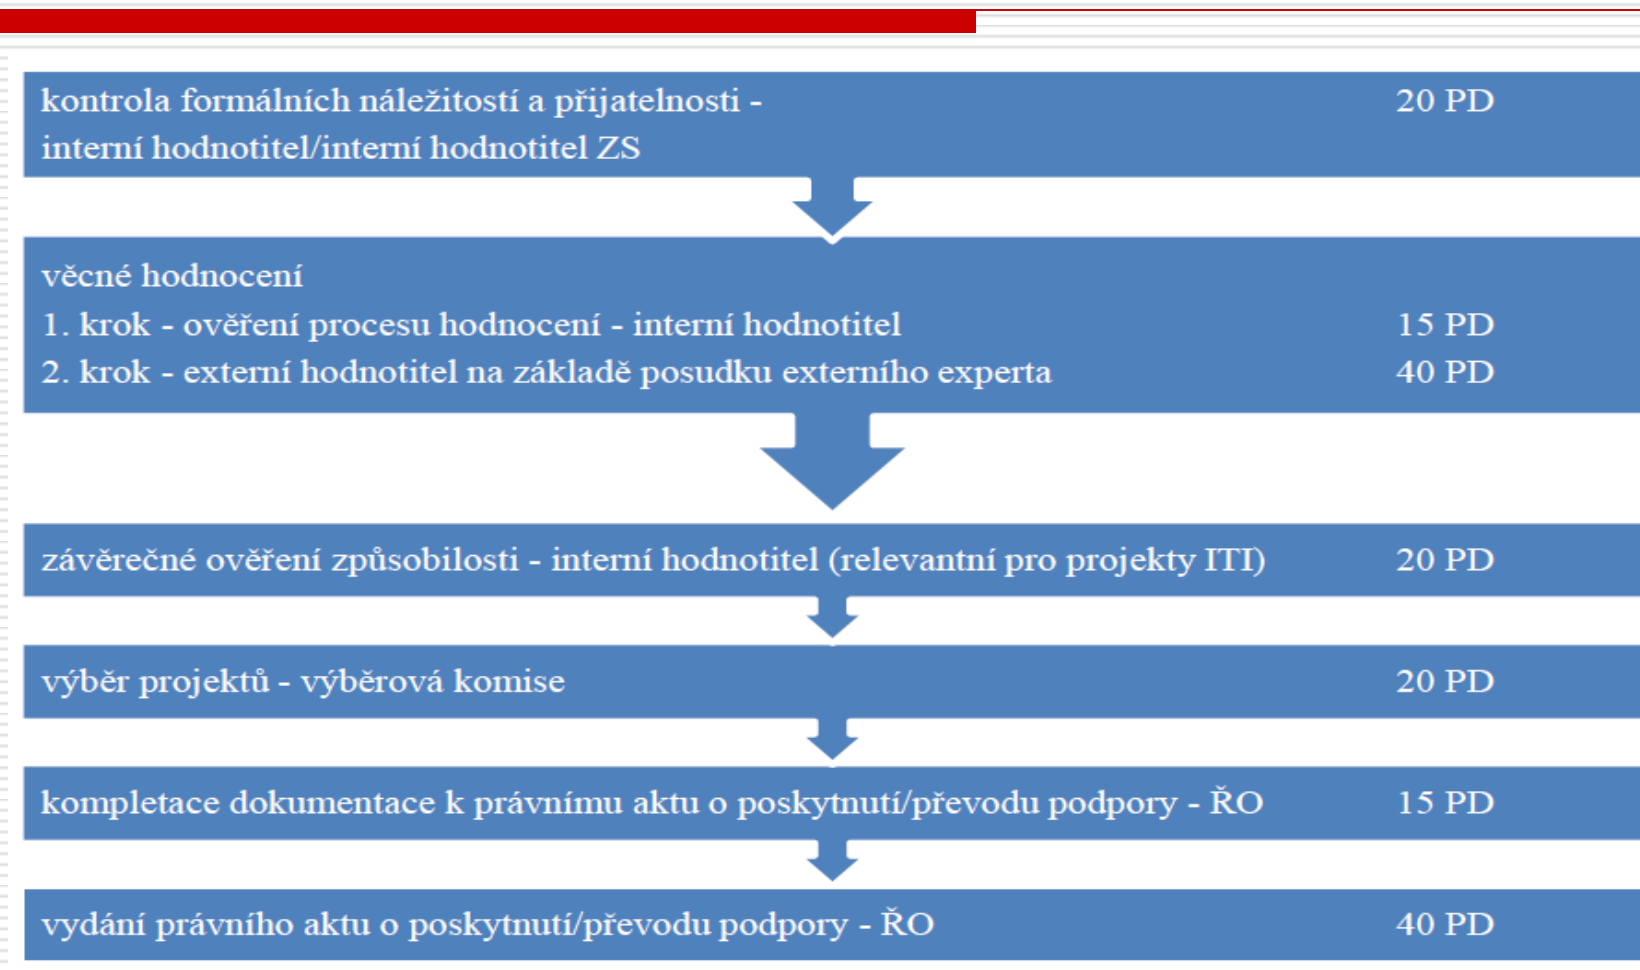 kontrola formálních náležitostí a přijatelnosti - 20 PD
interní hodnotitel/interní hodnotitel ZS
věcné hodnocení
1. krok - ověření procesu hodnocení - interní hodnotitel 15 PD
2. krok - externí hodnotitel na základě posudku externího experta 40 PD
závěrečné ověření způsobilosti - interní hodnotitel (relevantní pro projekty ITI) 20 PD
výběr projektů - výběrová komise 20 PD
kompletace dokumentace k právnímu aktu o poskytnutí/převodu podpory - ŘO 15 PD
vydání právního aktu o poskytnutí/převodu podpory - ŘO 40 PD